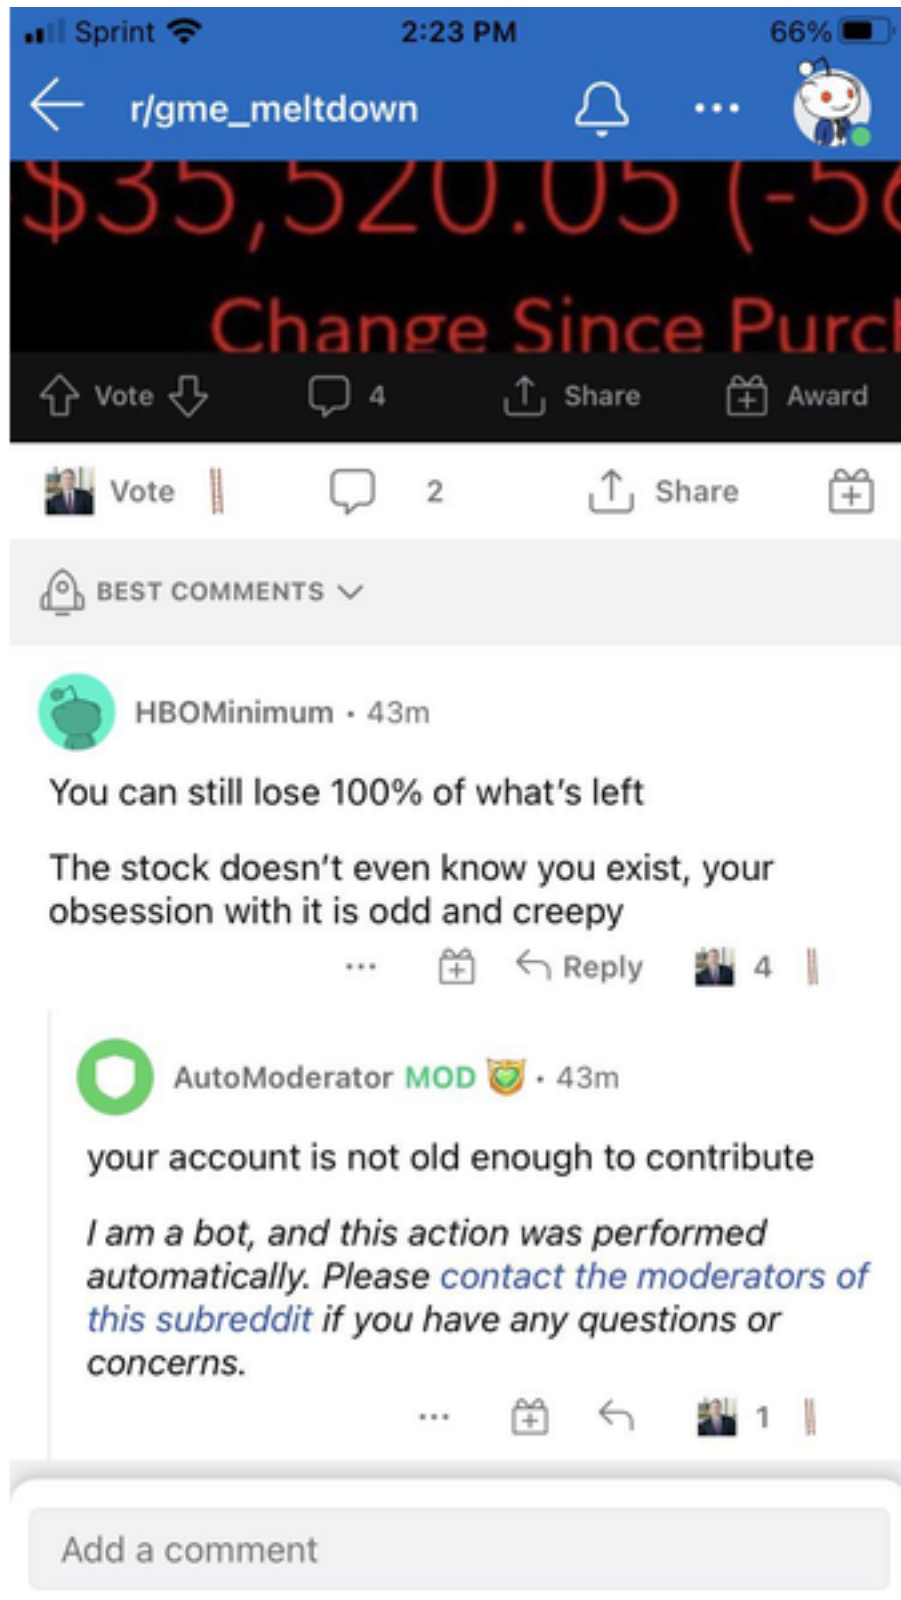 Sprint 2:23 PM 66%
r/gme_meltdown
$35,520.05 (-56
Change Since Purch
Vote 4 Share Award
Vote 2 Share
BEST COMMENTS
HBOMinimum • 43m
You can still lose 100% of what's left
The stock doesn't even know you exist, your
obsession with it is odd and creepy
Reply 4
AutoModerator MOD • 43m
your account is not old enough to contribute
I am a bot, and this action was performed
automatically. Please contact the moderators of
this subreddit if you have any questions or
concerns.
1
Add a comment